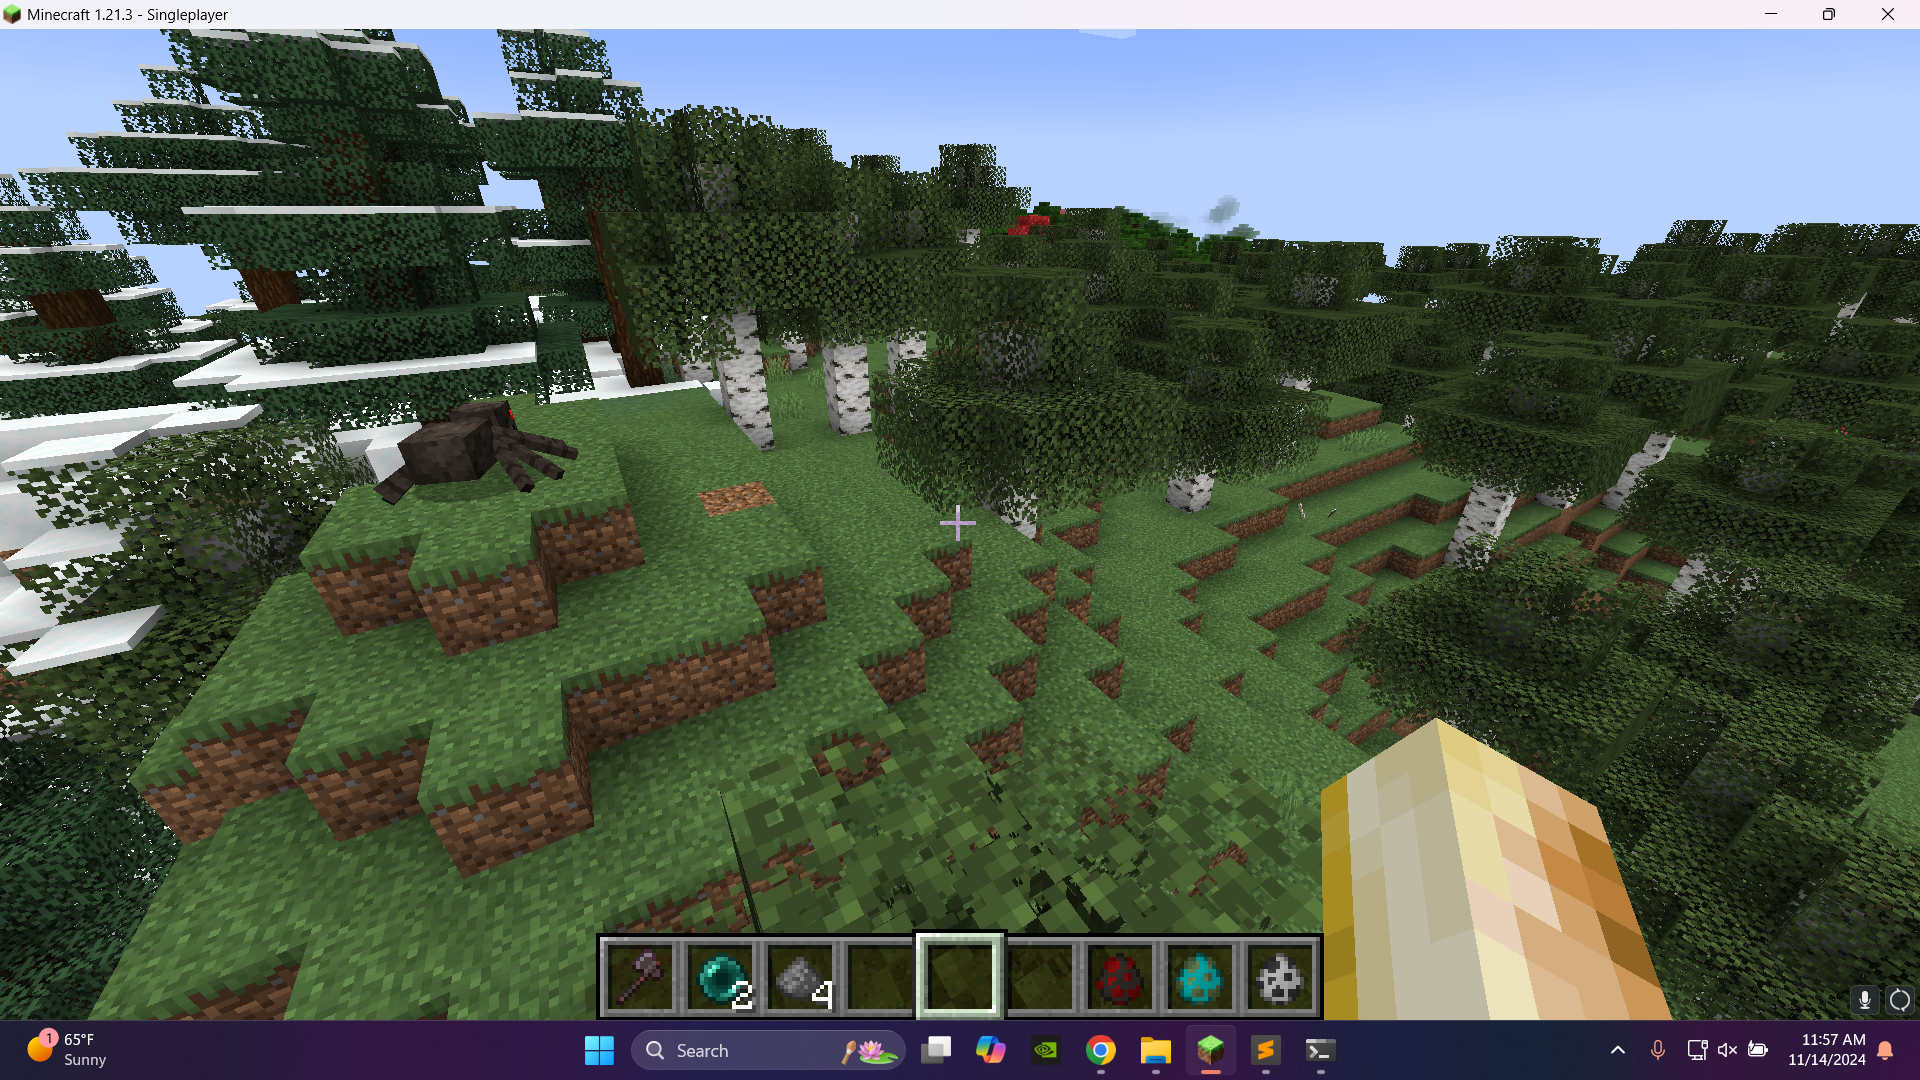 Minecraft 1.21.3 - Singleplayer
2
4
1
65°F
Sunny
Search
11:57 AM
11/14/2024